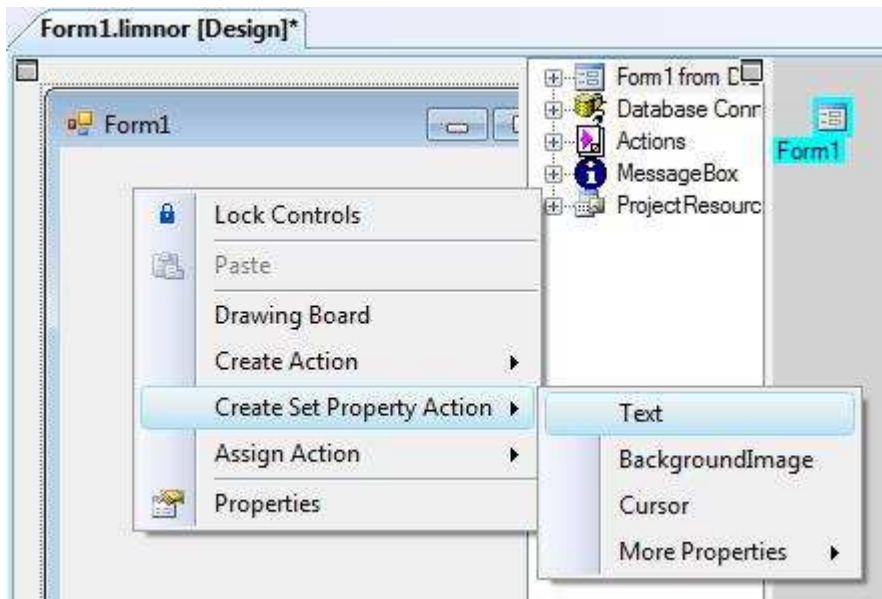 Form1.limnor [Design]*
Form1
Lock Controls
Paste
Drawing Board
Create Action
Create Set Property Action
Assign Action
Properties
Text
BackgroundImage
Cursor
More Properties
Form1 from
Database Conn
Actions
MessageBox
ProjectResourc
Form1